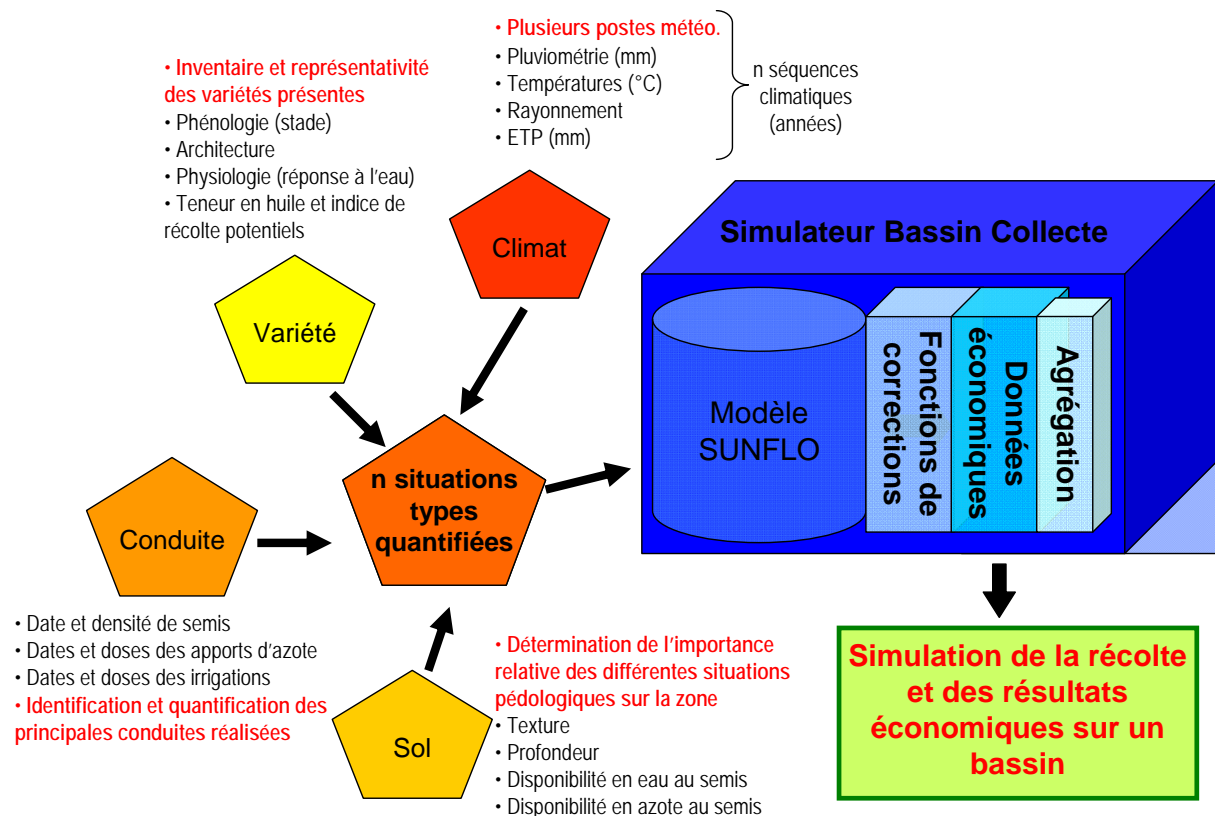 • Inventaire et représentativité
des variétés présentes
• Phénologie (stade)
• Architecture
• Physiologie (réponse à l'eau)
• Teneur en huile et indice de
récolte potentiels
• Plusieurs postes météo.
• Pluviométrie (mm)
• Températures (°C)
• Rayonnement
• ETP (mm)
n séquences
climatiques
(années)
Climat
Variété
Conduite
n situations
types
quantifiées
Sol
• Date et densité de semis
• Dates et doses des apports d'azote
• Dates et doses des irrigations
• Identification et quantification des
principales conduites réalisées
• Détermination de l'importance
relative des différentes situations
pédologiques sur la zone
• Texture
• Profondeur
• Disponibilité en eau au semis
• Disponibilité en azote au semis
Simulateur Bassin Collecte
Modèle
SUNFLO
Fonctions de
corrections
Données
économiques
Agrégation
Simulation de la récolte
et des résultats
économiques sur un
bassin